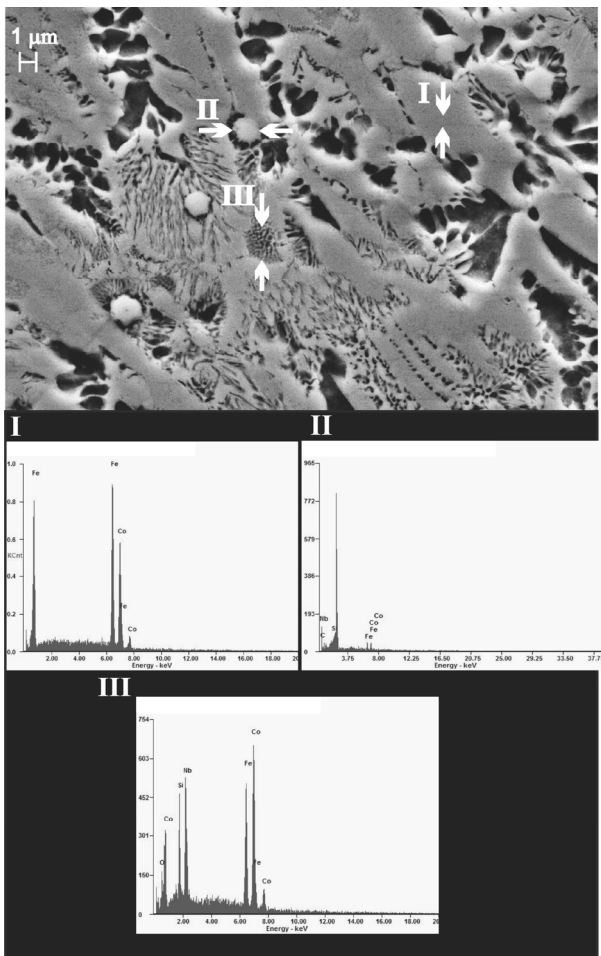 1 μm
I
II
III
I
Fe
Fe
Co
Fe
Co
1.0
0.8
0.6
KCnt
0.4
0.2
0.0
2.00 4.00 6.00 8.00 10.00 12.00 14.00 16.00 18.00 20
Energy - keV
II
965
772
579
386
193
0
Nb
C
Si
Co
Co
Fe
Fe
3.75 8.00 12.25 16.50 20.75 25.00 29.25 33.50 37.7
Energy - keV
III
754
603
452
301
150
0
O
Co
Si
Nb
Fe
Co
Fe
Co
2.00 4.00 6.00 8.00 10.00 12.00 14.00 16.00 18.00 20
Energy - keV